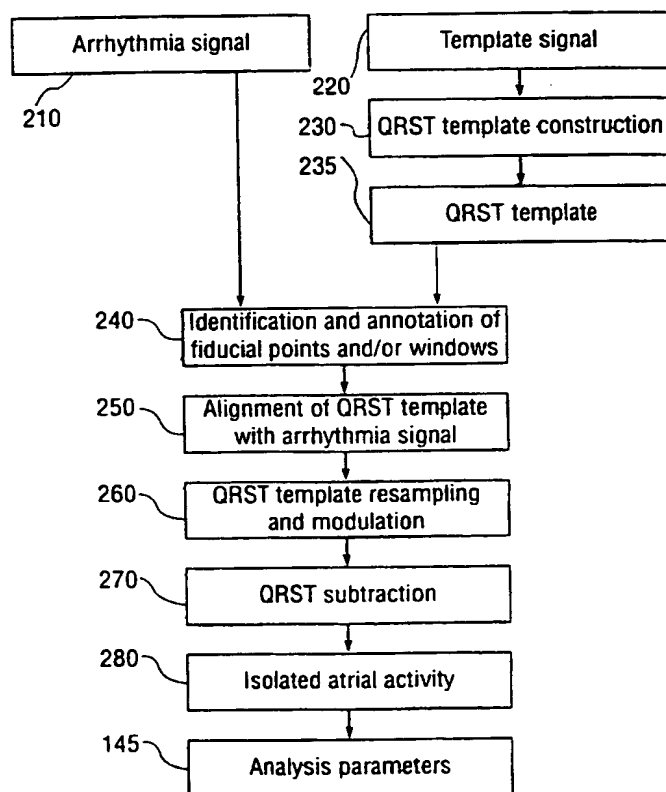 Arrhythmia signal
210
Template signal
220
QRST template construction
230
235
QRST template
240
Identification and annotation of
fiducial points and/or windows
250
Alignment of QRST template
with arrhythmia signal
260
QRST template resampling
and modulation
270
QRST subtraction
280
Isolated atrial activity
145
Analysis parameters